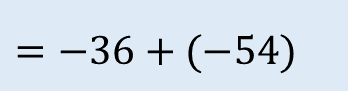 = −36 + (−54)